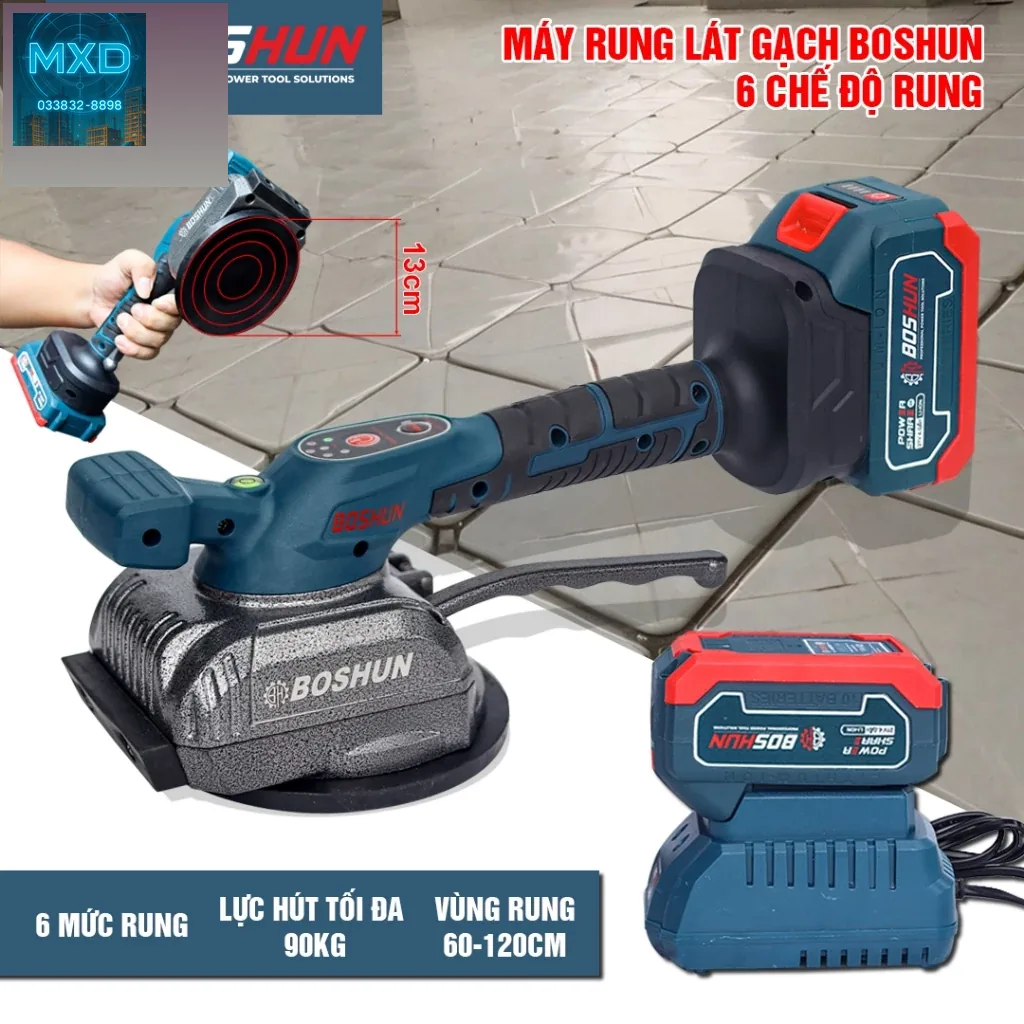 MXD
033832-8898
SHUN
POWER TOOL SOLUTIONS
MÁY RUNG LÁT GẠCH BOSHUN
6 CHẾ ĐỘ RUNG
BOSHUN
13cm
BOSHUN
POWER
SHARE
BOSHUN
BOSHUN
BOSHUN
POWER
SHARE
6 MỨC RUNG
LỰC HÚT TỐI ĐA
90KG
VÙNG RUNG
60-120CM